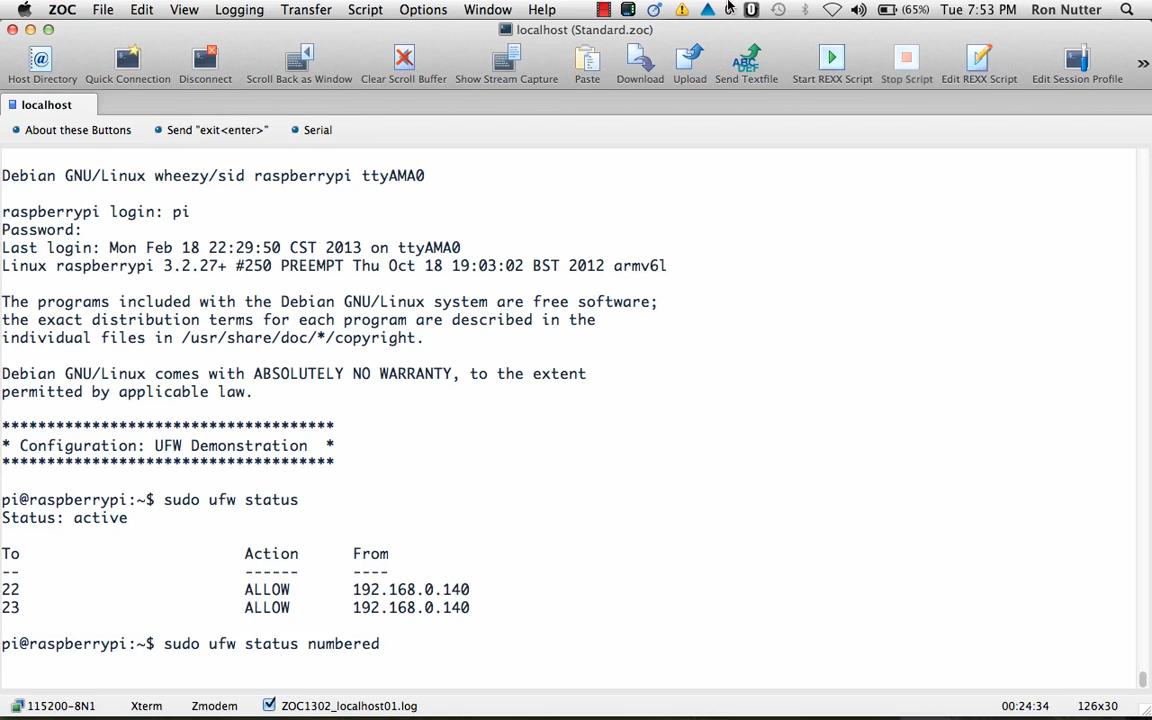 ZOC File Edit View Logging Transfer Script Options Window Help (65%) Tue 7:53 PM Ron Nutter
localhost (Standard.zoc)
Host Directory Quick Connection Disconnect Scroll Back as Window Clear Scroll Buffer Show Stream Capture Paste Download Upload Send Textfile Start REXX Script Stop Script Edit REXX Script Edit Session Profile
localhost
About these Buttons Send "exit<enter>" Serial
Debian GNU/Linux wheezy/sid raspberrypi ttyAMA0
raspberrypi login: pi
Password:
Last login: Mon Feb 18 22:29:50 CST 2013 on ttyAMA0
Linux raspberrypi 3.2.27+ #250 PREEMPT Thu Oct 18 19:03:02 BST 2012 armv6l
The programs included with the Debian GNU/Linux system are free software;
the exact distribution terms for each program are described in the
individual files in /usr/share/doc/*/copyright.
Debian GNU/Linux comes with ABSOLUTELY NO WARRANTY, to the extent
permitted by applicable law.
*************************************
* Configuration: UFW Demonstration  *
*************************************
pi@raspberrypi:~$ sudo ufw status
Status: active
To Action From
-- ------ ----
22 ALLOW 192.168.0.140
23 ALLOW 192.168.0.140
pi@raspberrypi:~$ sudo ufw status numbered
115200-8N1 Xterm Zmodem ZOC1302_localhost01.log 00:24:34 126x30